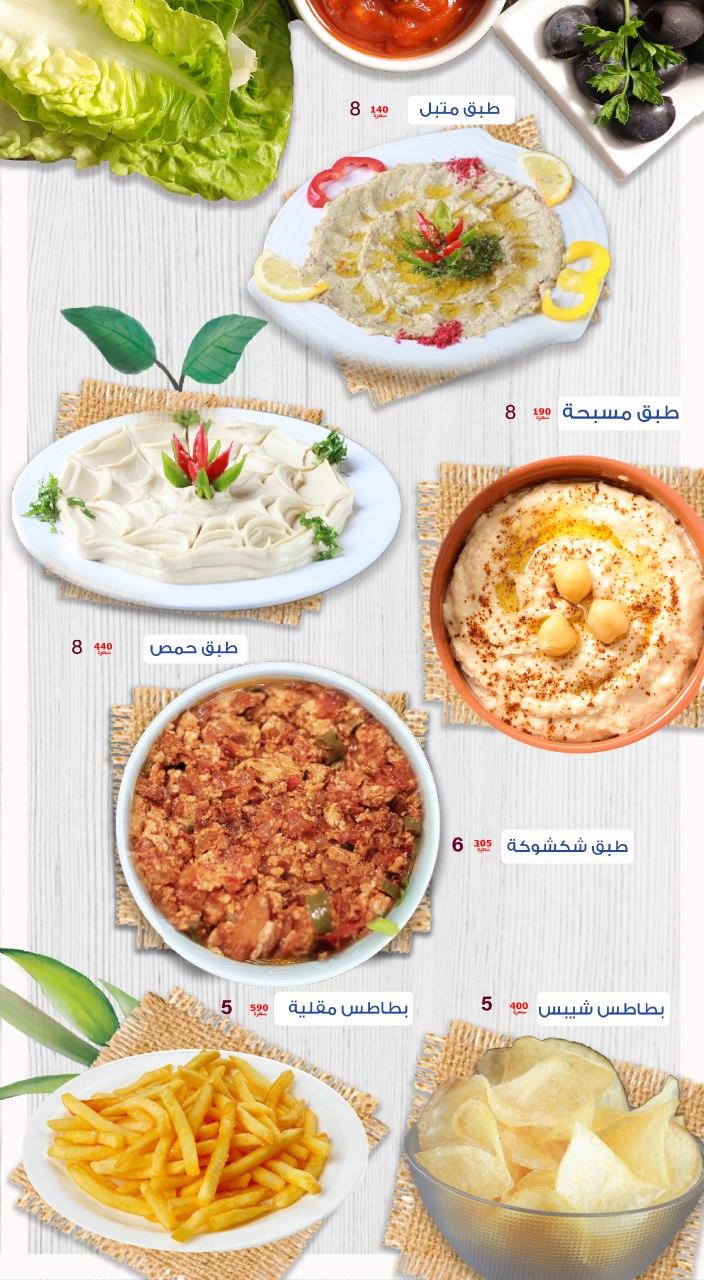 طبق متبل 140 سعرة 8
طبق مسبحة 190 سعرة 8
طبق حمص 440 سعرة 8
طبق شكشوكة 305 سعرة 6
بطاطس شيبس 400 سعرة 5
بطاطس مقلية 590 سعرة 5